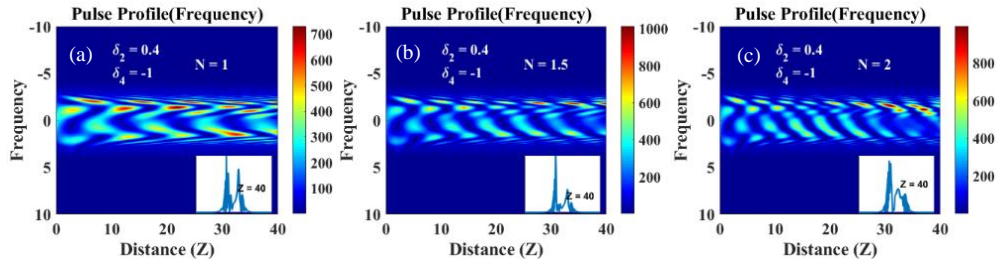 Pulse Profile(Frequency)
(a)
δ2 = 0.4
δ4 = -1
N = 1
Z = 40
Frequency
-10
-5
0
5
10
0
10
20
30
40
Distance (Z)
700
600
500
400
300
200
100
Pulse Profile(Frequency)
(b)
δ2 = 0.4
δ4 = -1
N = 1.5
Z = 40
Frequency
-10
-5
0
5
10
0
10
20
30
40
Distance (Z)
1000
800
600
400
200
Pulse Profile(Frequency)
(c)
δ2 = 0.4
δ4 = -1
N = 2
Z = 40
Frequency
-10
-5
0
5
10
0
10
20
30
40
Distance (Z)
800
600
400
200